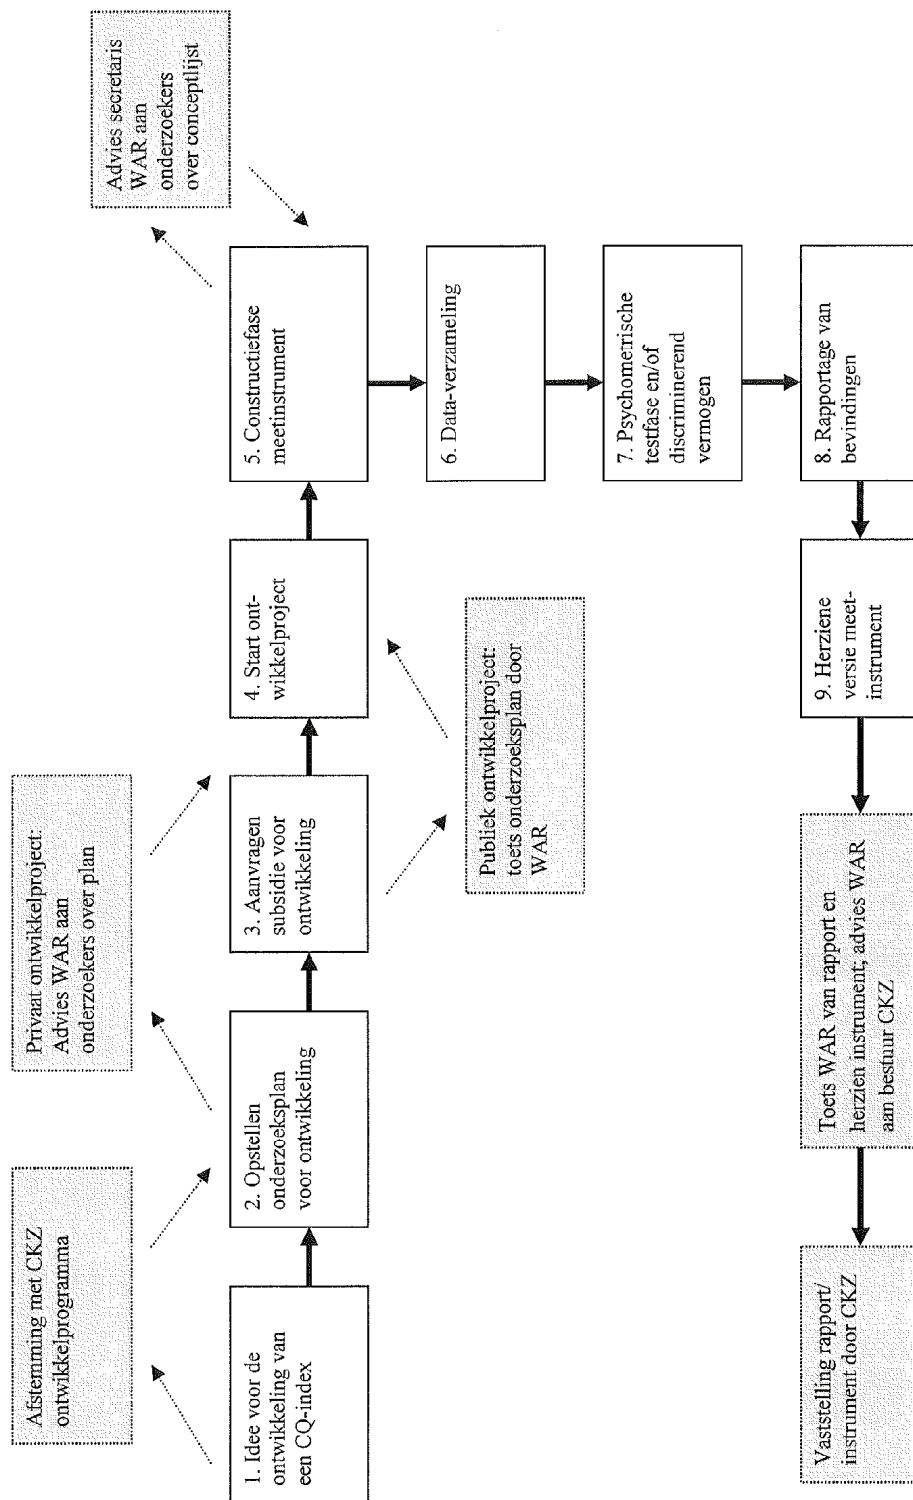 Afstemming met CKZ
ontwikkelprogramma
Privaat ontwikkelproject:
Advies WAR aan
onderzoekers over plan
Advies secretaris
WAR aan
onderzoekers
over conceptlijst
1. Idee voor de
ontwikkeling van
een CQ-index
2. Opstellen
onderzoeksplan
voor ontwikkeling
3. Aanvragen
subsidie voor
ontwikkeling
4. Start ont-
wikkelproject
5. Constructiefase
meetinstrument
Publiek ontwikkelproject:
toets onderzoeksplan door
WAR
6. Data-verzameling
7. Psychometrische
testfase en/of
discriminerend
vermogen
8. Rapportage van
bevindingen
9. Herziene
versie meet-
instrument
Toets WAR van rapport en
herzien instrument; advies WAR
aan bestuur CKZ
Vaststelling rapport/
instrument door CKZ